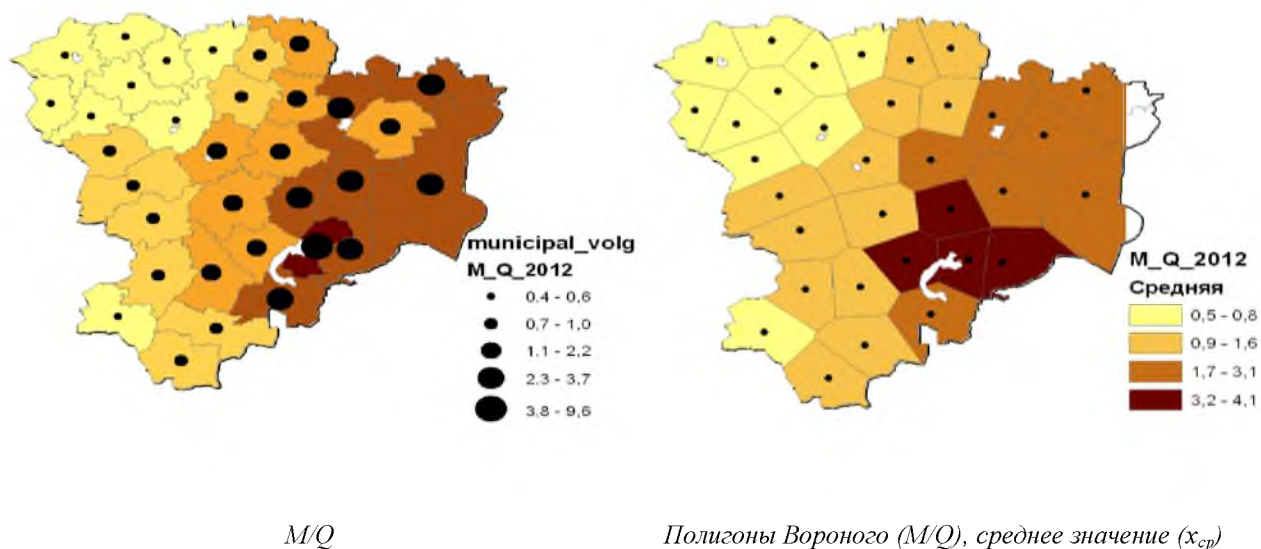 municipal_volg
M_Q_2012
0.4 - 0.6
0.7 - 1,0
1.1 - 2,2
2.3 - 3,7
3,8 - 9,6
M_Q_2012
Средняя
0,5 - 0,8
0,9 - 1,6
1,7 - 3,1
3,2 - 4,1
M/Q
Полигоны Вороного (M/Q), среднее значение (xср)